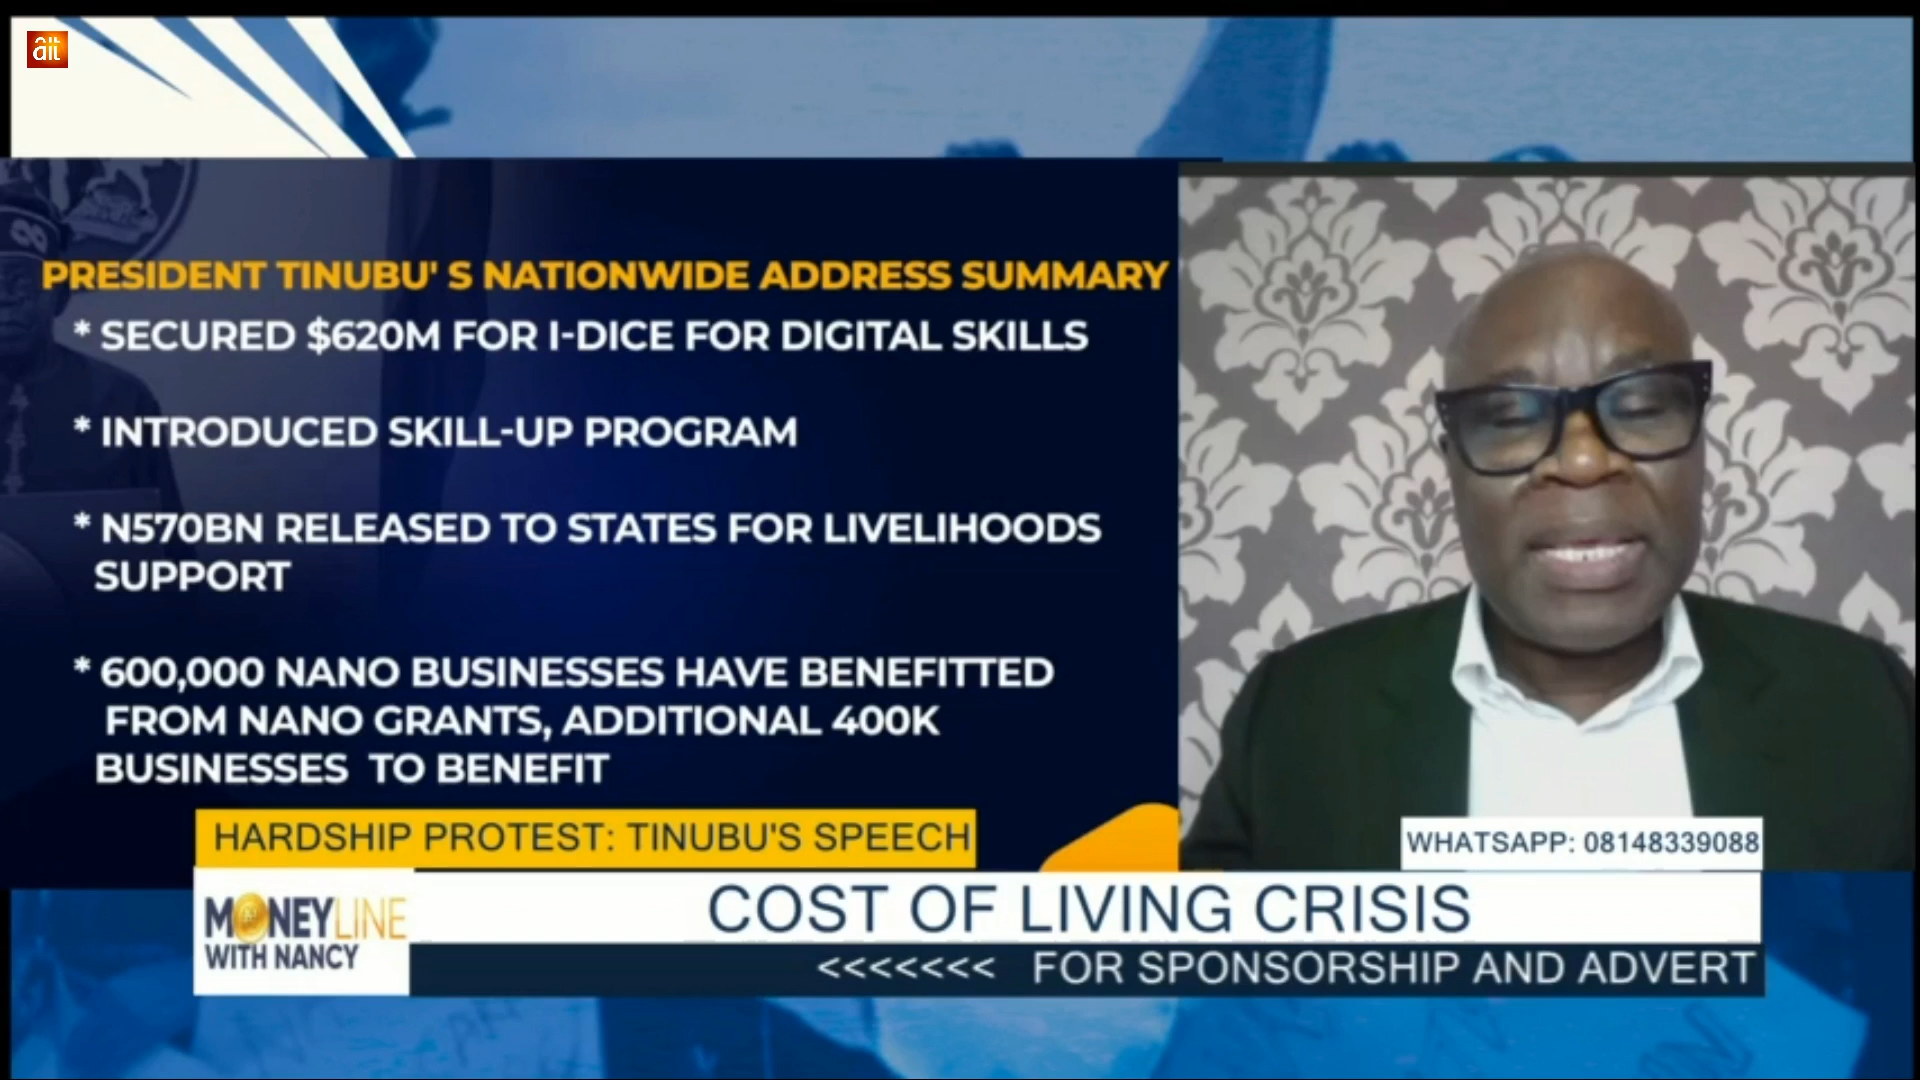 ait
PRESIDENT TINUBU' S NATIONWIDE ADDRESS SUMMARY
* SECURED $620M FOR I-DICE FOR DIGITAL SKILLS
* INTRODUCED SKILL-UP PROGRAM
* N570BN RELEASED TO STATES FOR LIVELIHOODS
SUPPORT
* 600,000 NANO BUSINESSES HAVE BENEFITTED
FROM NANO GRANTS, ADDITIONAL 400K
BUSINESSES TO BENEFIT
HARDSHIP PROTEST: TINUBU'S SPEECH
WHATSAPP: 08148339088
MONEYLINE
WITH NANCY
COST OF LIVING CRISIS
<<<<<<< FOR SPONSORSHIP AND ADVERT